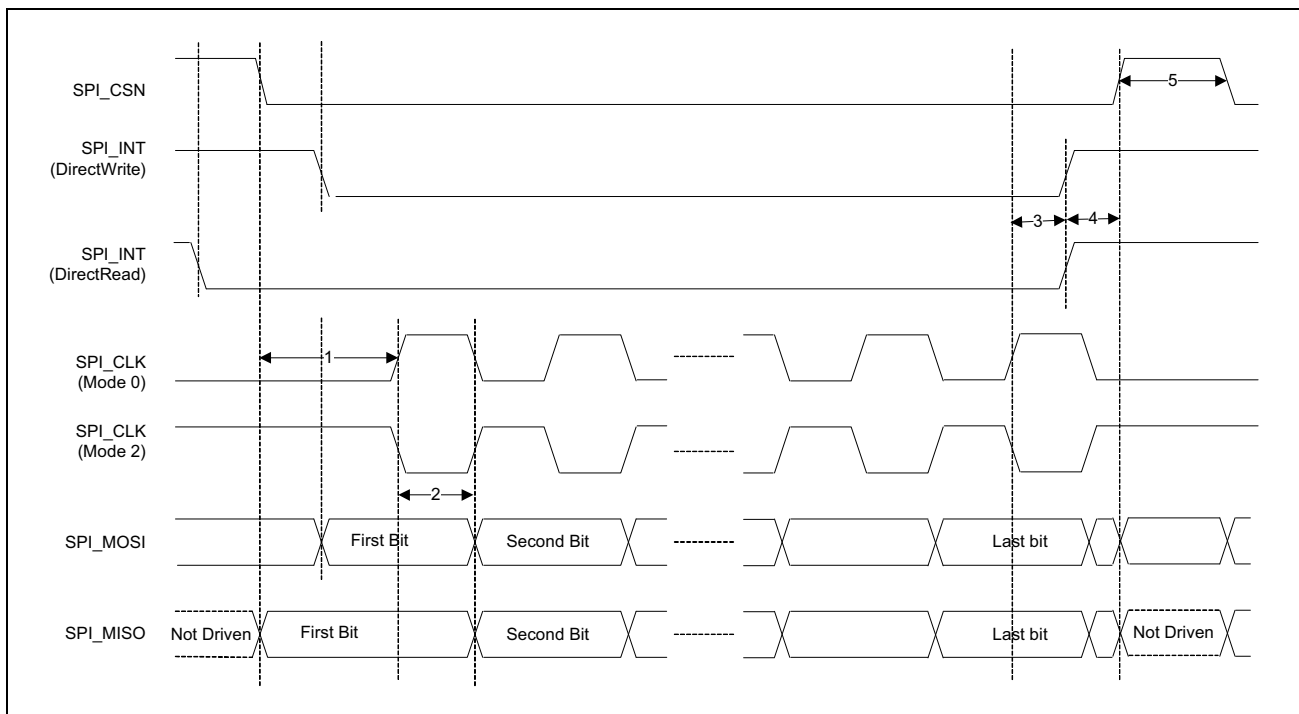 SPI_CSN
5
SPI_INT
(DirectWrite)
3
4
SPI_INT
(DirectRead)
1
SPI_CLK
(Mode 0)
SPI_CLK
(Mode 2)
2
SPI_MOSI
First Bit
Second Bit
Last bit
SPI_MISO
Not Driven
First Bit
Second Bit
Last bit
Not Driven